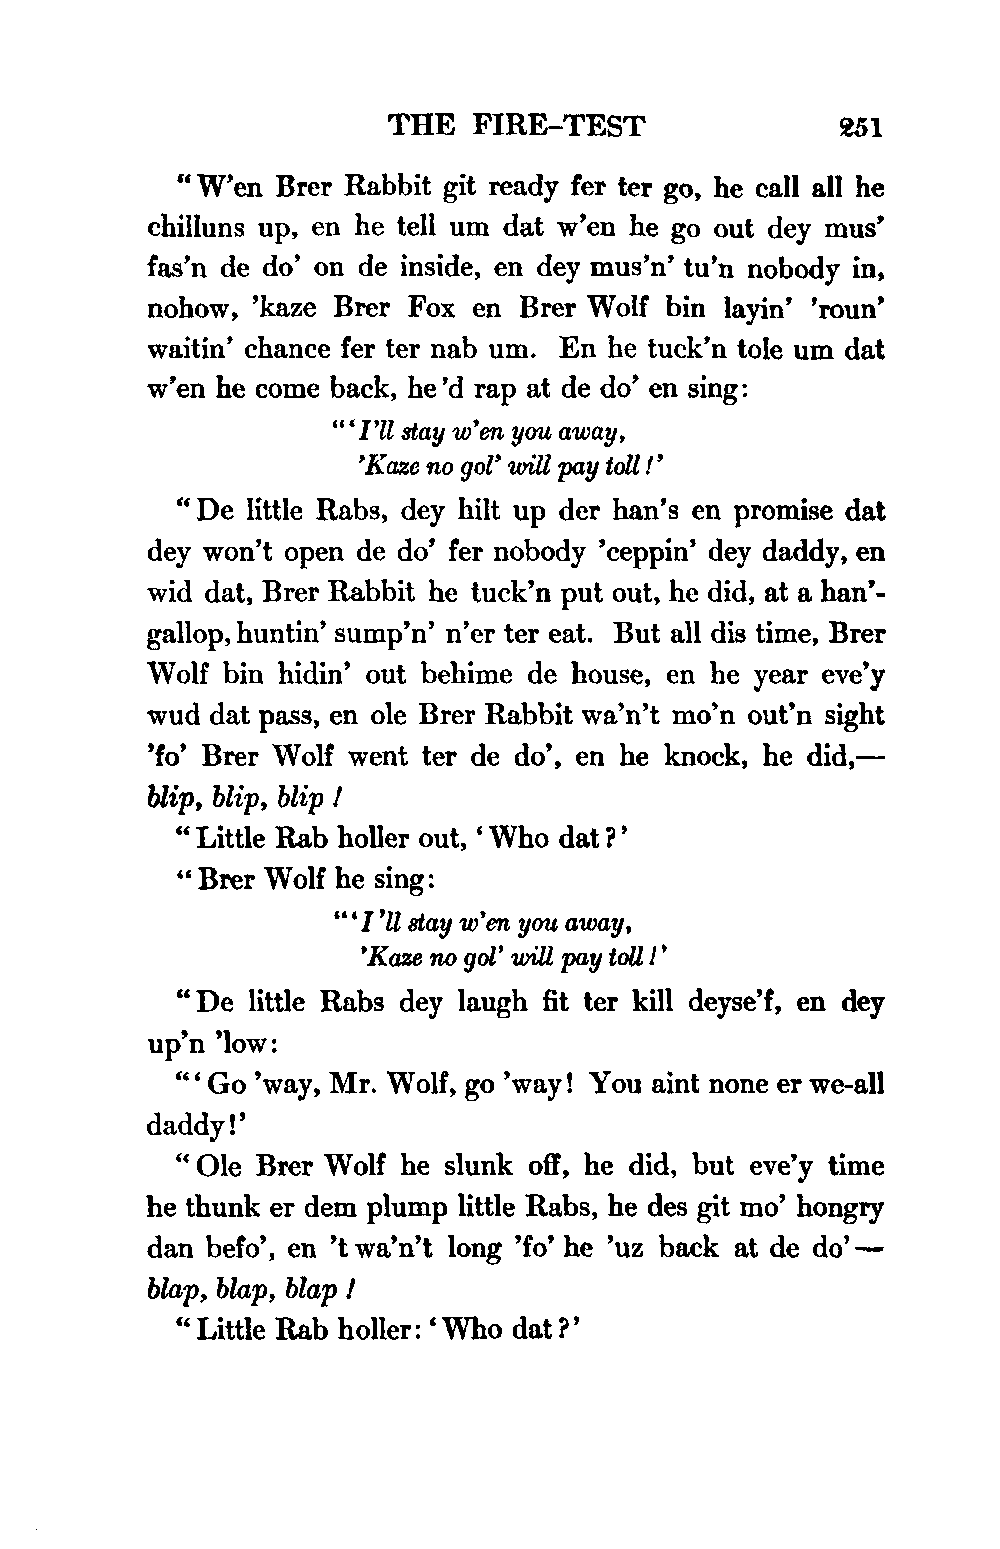 THE FIRE-TEST 251
"W'en Brer Rabbit git ready fer ter go, he call all he
chilluns up, en he tell um dat w'en he go out dey mus'
fas'n de do' on de inside, en dey mus'n' tu'n nobody in,
nohow, 'kaze Brer Fox en Brer Wolf bin layin' 'roun'
waitin' chance fer ter nab um. En he tuck'n tole um dat
w'en he come back, he 'd rap at de do' en sing:
"'I'll stay w'en you away,
'Kaze no gol' will pay toll!'
"De little Rabs, dey hilt up der han's en promise dat
dey won't open de do' fer nobody 'ceppin' dey daddy, en
wid dat, Brer Rabbit he tuck'n put out, he did, at a han'-
gallop, huntin' sump'n' n'er ter eat. But all dis time, Brer
Wolf bin hidin' out behime de house, en he year eve'y
wud dat pass, en ole Brer Rabbit wa'n't mo'n out'n sight
'fo' Brer Wolf went ter de do', en he knock, he did,—
blip, blip, blip!
"Little Rab holler out, 'Who dat?'
"Brer Wolf he sing:
"'I 'll stay w'en you away,
'Kaze no gol' will pay toll!'
"De little Rabs dey laugh fit ter kill deyse'f, en dey
up'n 'low:
"'Go 'way, Mr. Wolf, go 'way! You aint none er we-all
daddy!'
"Ole Brer Wolf he slunk off, he did, but eve'y time
he thunk er dem plump little Rabs, he des git mo' hongry
dan befo', en 't wa'n't long 'fo' he 'uz back at de do'—
blap, blap, blap!
"Little Rab holler: 'Who dat?'